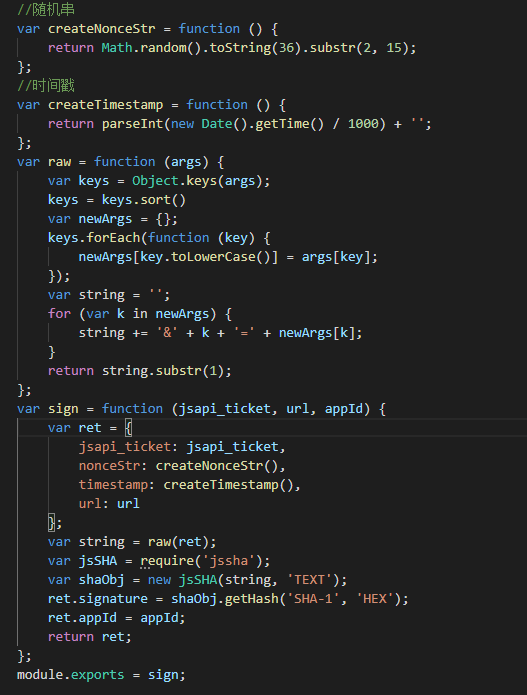 //随机串
var createNonceStr = function () {
    return Math.random().toString(36).substr(2, 15);
};
//时间戳
var createTimestamp = function () {
    return parseInt(new Date().getTime() / 1000) + '';
};
var raw = function (args) {
    var keys = Object.keys(args);
    keys = keys.sort()
    var newArgs = {};
    keys.forEach(function (key) {
        newArgs[key.toLowerCase()] = args[key];
    });
    var string = '';
    for (var k in newArgs) {
        string += '&' + k + '=' + newArgs[k];
    }
    return string.substr(1);
};
var sign = function (jsapi_ticket, url, appId) {
    var ret = {
        jsapi_ticket: jsapi_ticket,
        nonceStr: createNonceStr(),
        timestamp: createTimestamp(),
        url: url
    };
    var string = raw(ret);
    var jsSHA = require('jssha');
    var shaObj = new jsSHA(string, 'TEXT');
    ret.signature = shaObj.getHash('SHA-1', 'HEX');
    ret.appId = appId;
    return ret;
};
module.exports = sign;